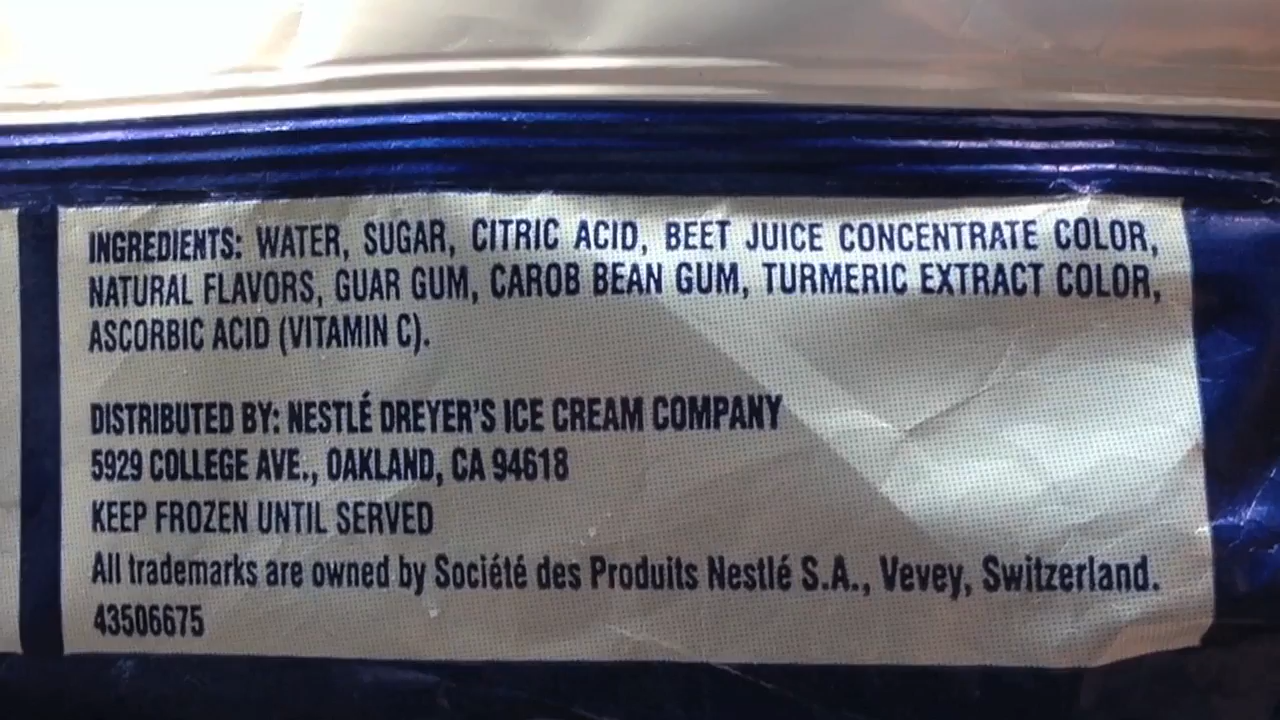 INGREDIENTS: WATER, SUGAR, CITRIC ACID, BEET JUICE CONCENTRATE COLOR,
NATURAL FLAVORS, GUAR GUM, CAROB BEAN GUM, TURMERIC EXTRACT COLOR,
ASCORBIC ACID (VITAMIN C).
DISTRIBUTED BY: NESTLÉ DREYER'S ICE CREAM COMPANY
5929 COLLEGE AVE., OAKLAND, CA 94618
KEEP FROZEN UNTIL SERVED
All trademarks are owned by Société des Produits Nestlé S.A., Vevey, Switzerland.
43506675